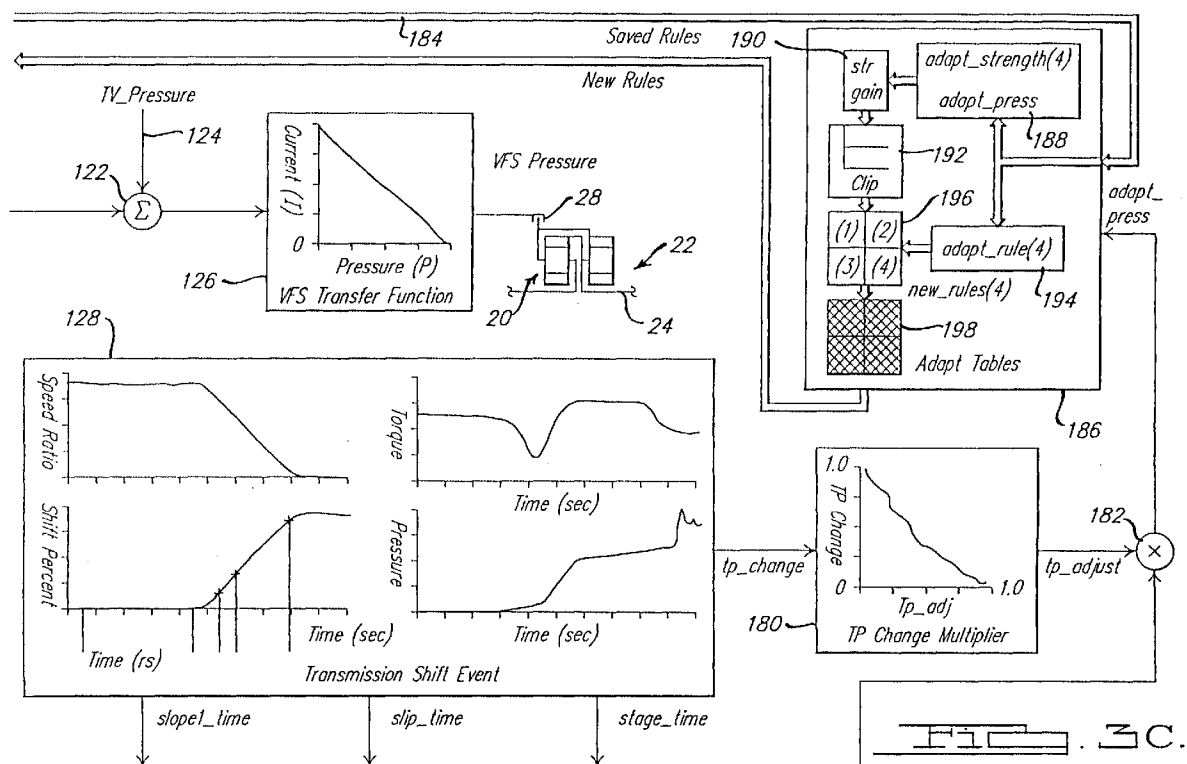 184
Saved Rules
New Rules
TV_Pressure
124
122
Σ
Current (I)
0
Pressure (P)
VFS Transfer Function
126
VFS Pressure
28
22
20
24
190
str
gain
adapt_strength(4)
adapt_press
188
192
Clip
196
(1) (2)
(3) (4)
adapt_rule(4)
194
new_rules(4)
198
Adapt Tables
186
adapt_
press
128
Speed
Ratio
Torque
Time (sec)
Shift
Percent
Time (sec)
Time (rs)
Pressure
Time (sec)
Transmission Shift Event
tp_change
1.0
TP
Change
0
1.0
Tp_adj
TP Change Multiplier
180
tp_adjust
182
×
slope1_time
slip_time
stage_time
FIG. 3C.